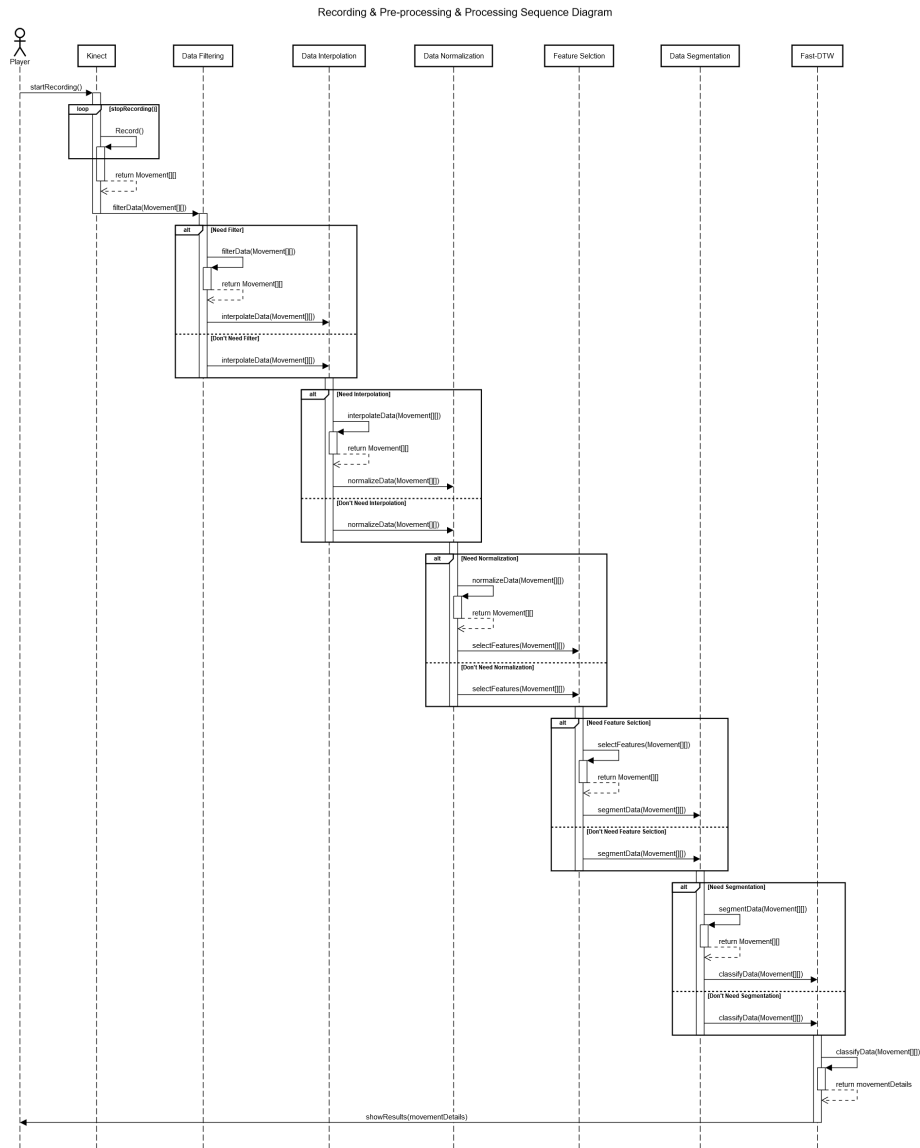 Recording & Pre-processing & Processing Sequence Diagram
Player
Kinect
Data Filtering
Data Interpolation
Data Normalization
Feature Selction
Data Segmentation
Fast-DTW
startRecording()
loop
[stopRecording()]
Record()
return Movement[][]
filterData(Movement[][])
alt
[Need Filter]
filterData(Movement[][])
return Movement[][]
interpolateData(Movement[][])
[Don't Need Filter]
interpolateData(Movement[][])
alt
[Need Interpolation]
interpolateData(Movement[][])
return Movement[][]
normalizeData(Movement[][])
[Don't Need Interpolation]
normalizeData(Movement[][])
alt
[Need Normalization]
normalizeData(Movement[][])
return Movement[][]
selectFeatures(Movement[][])
[Don't Need Normalization]
selectFeatures(Movement[][])
alt
[Need Feature Selction]
selectFeatures(Movement[][])
return Movement[][]
segmentData(Movement[][])
[Don't Need Feature Selction]
segmentData(Movement[][])
alt
[Need Segmentation]
segmentData(Movement[][])
return Movement[][]
classifyData(Movement[][])
[Don't Need Segmentation]
classifyData(Movement[][])
classifyData(Movement[][])
return movementDetails
showResults(movementDetails)